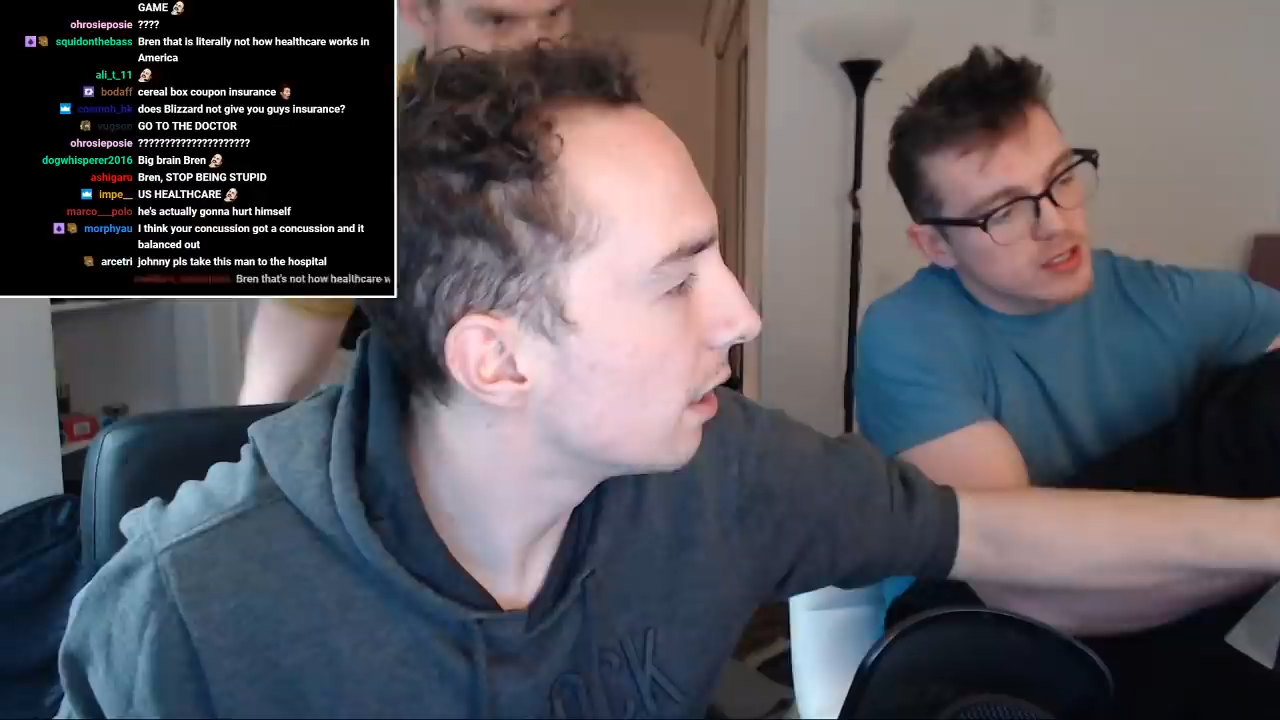 GAME
ohrosieposie ????
squidonthebass Bren that is literally not how healthcare works in
America
ali_t_11
bodaff cereal box coupon insurance
does Blizzard not give you guys insurance?
vugson GO TO THE DOCTOR
ohrosieposie ?????????????????????
dogwhisperer2016 Big brain Bren
ashigaru Bren, STOP BEING STUPID
impe__ US HEALTHCARE
marco___polo he's actually gonna hurt himself
morphyau I think your concussion got a concussion and it
balanced out
arcetri johnny pls take this man to the hospital
Bren that's not how healthcare w